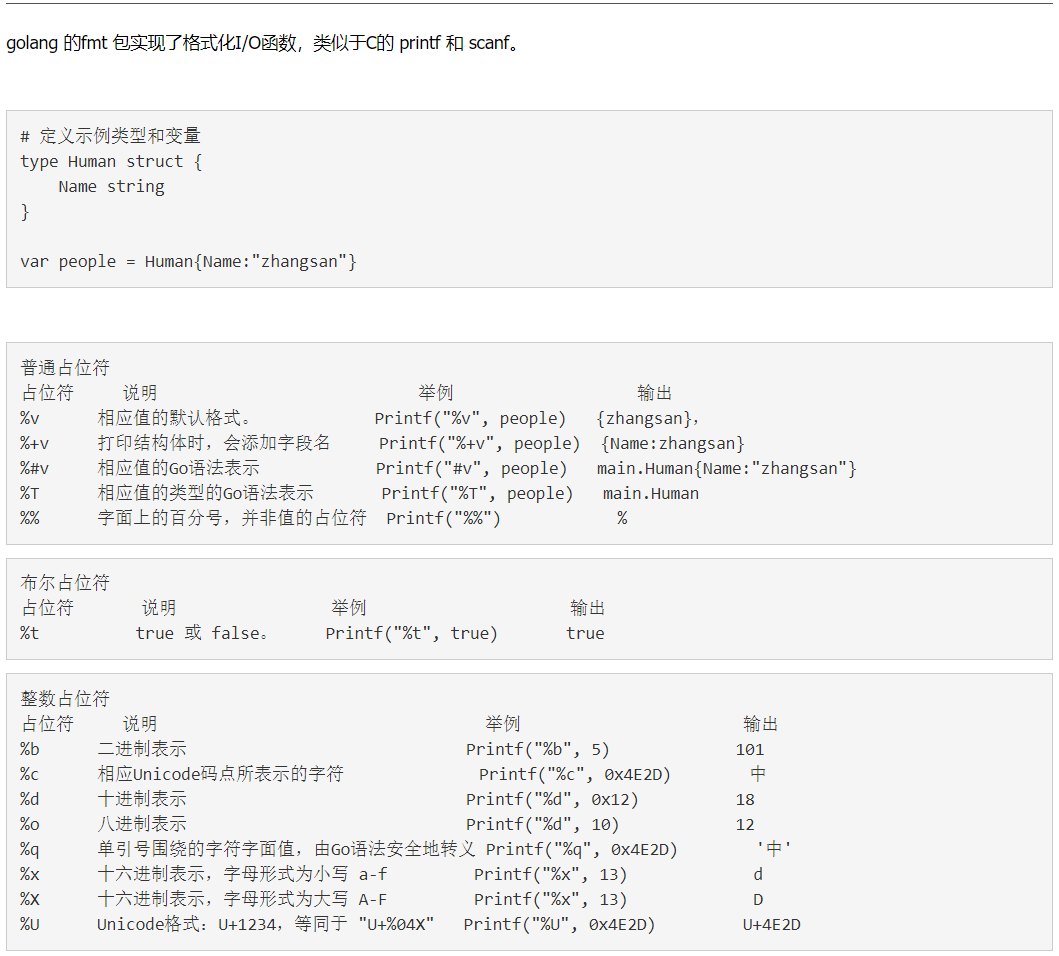 golang 的fmt 包实现了格式化I/O函数，类似于C的 printf 和 scanf。
# 定义示例类型和变量
type Human struct {
    Name string
}
var people = Human{Name:"zhangsan"}
普通占位符
占位符     说明                           举例                   输出
%v      相应值的默认格式。             Printf("%v", people)   {zhangsan}，
%+v     打印结构体时，会添加字段名     Printf("%+v", people)  {Name:zhangsan}
%#v     相应值的Go语法表示            Printf("#v", people)   main.Human{Name:"zhangsan"}
%T      相应值的类型的Go语法表示       Printf("%T", people)   main.Human
%%      字面上的百分号，并非值的占位符  Printf("%%")            %
布尔占位符
占位符       说明                举例                     输出
%t          true 或 false。     Printf("%t", true)       true
整数占位符
占位符     说明                                  举例                       输出
%b      二进制表示                             Printf("%b", 5)             101
%c      相应Unicode码点所表示的字符              Printf("%c", 0x4E2D)        中
%d      十进制表示                             Printf("%d", 0x12)          18
%o      八进制表示                             Printf("%d", 10)            12
%q      单引号围绕的字符字面值，由Go语法安全地转义 Printf("%q", 0x4E2D)        '中'
%x      十六进制表示，字母形式为小写 a-f         Printf("%x", 13)             d
%X      十六进制表示，字母形式为大写 A-F         Printf("%x", 13)             D
%U      Unicode格式：U+1234，等同于 "U+%04X"   Printf("%U", 0x4E2D)         U+4E2D